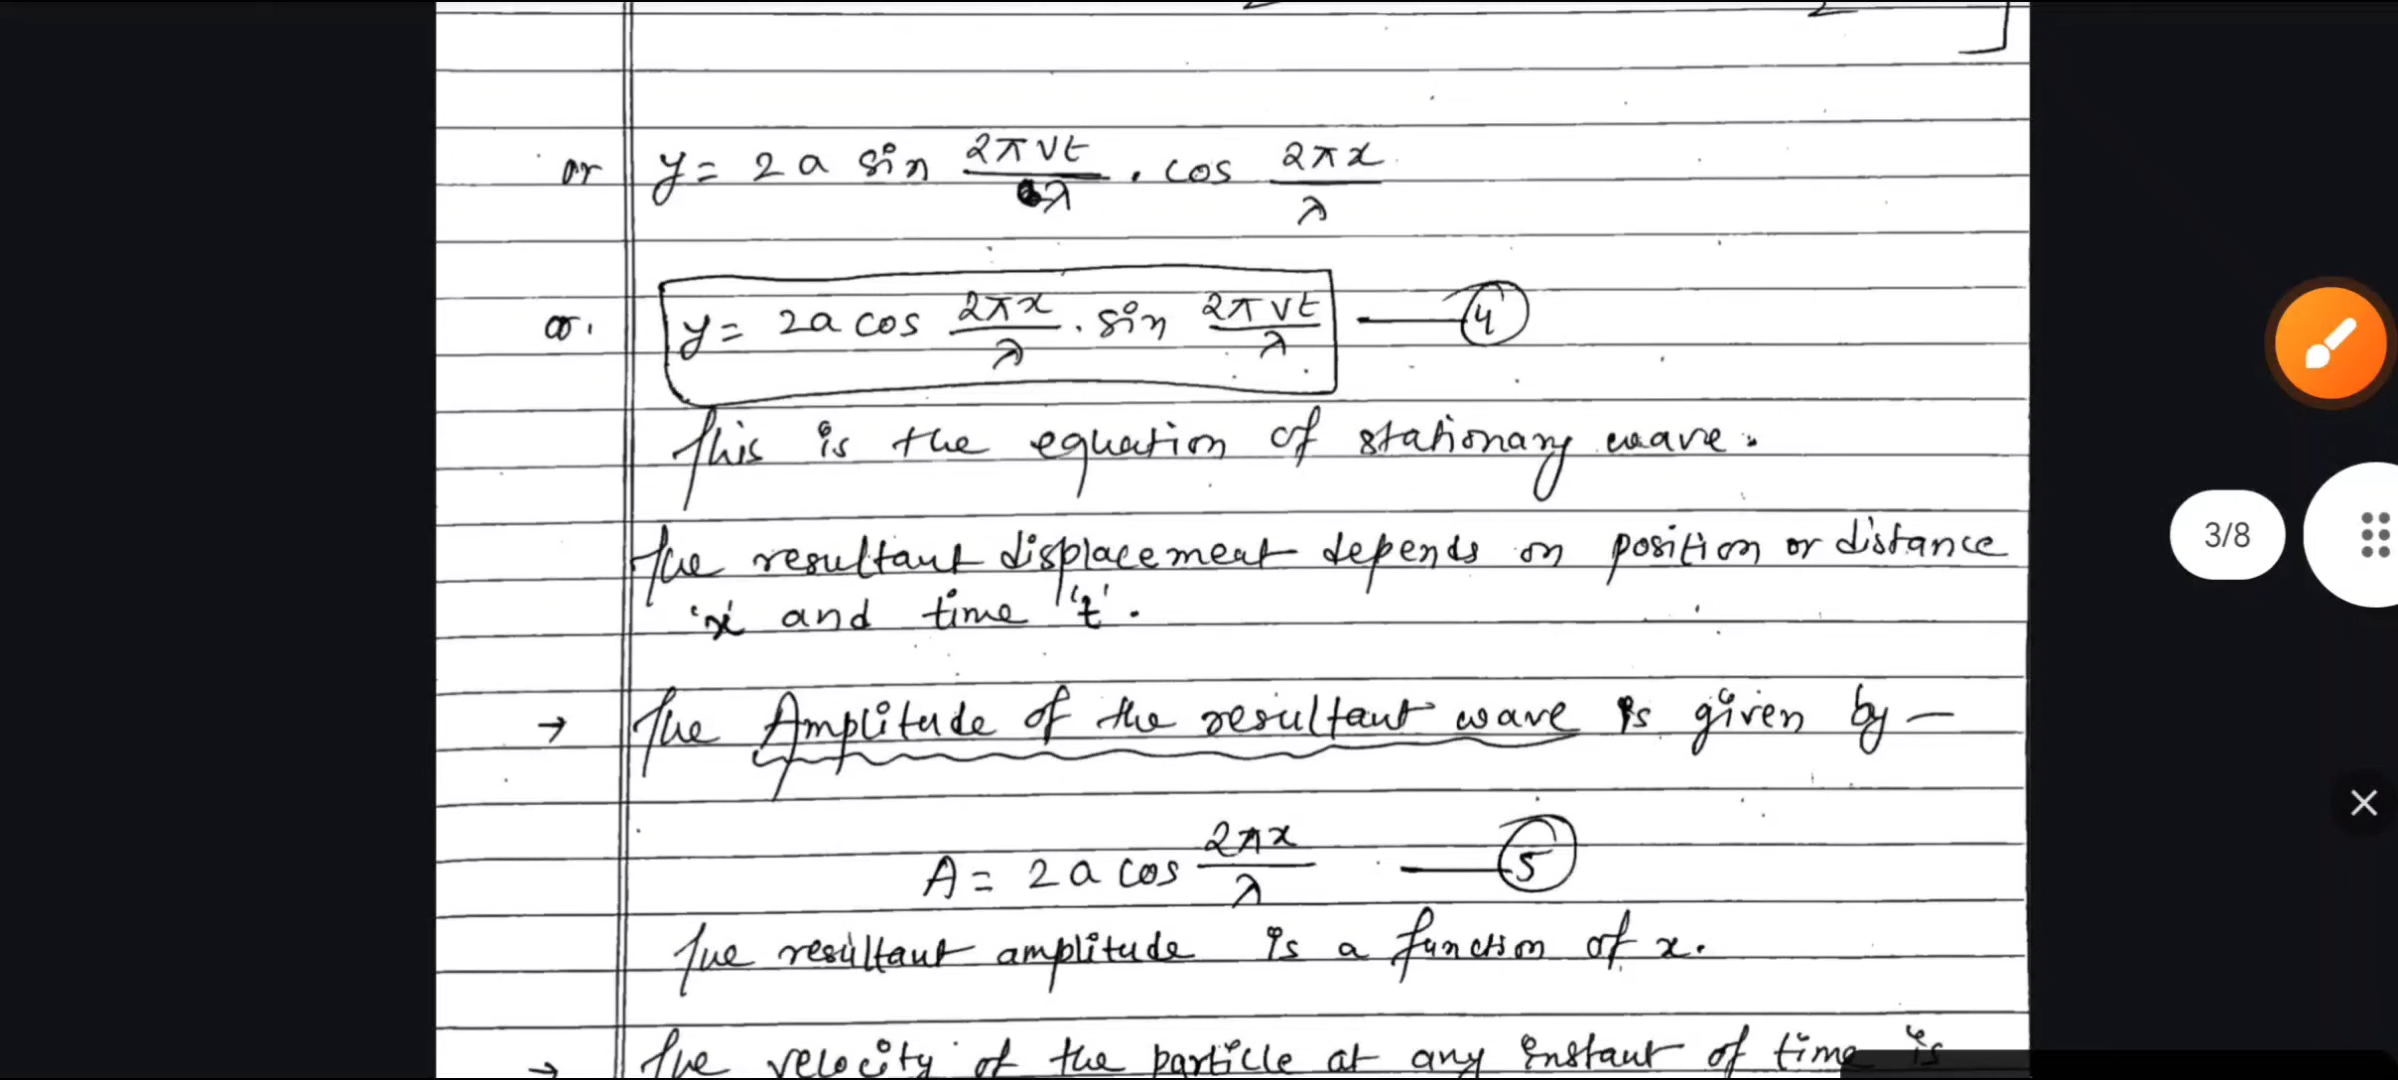 or y = 2a sin 2πvt/λ . cos 2πx/λ
or. y = 2a cos 2πx/λ . sin 2πvt/λ —— 4
This is the equation of stationary wave.
3/8
The resultant displacement depends on position or distance
'x' and time 't'.
→ The Amplitude of the resultant wave is given by —
A = 2a cos 2πx/λ —— 5
The resultant amplitude is a function of x.
→ The velocity of the particle at any instant of time is